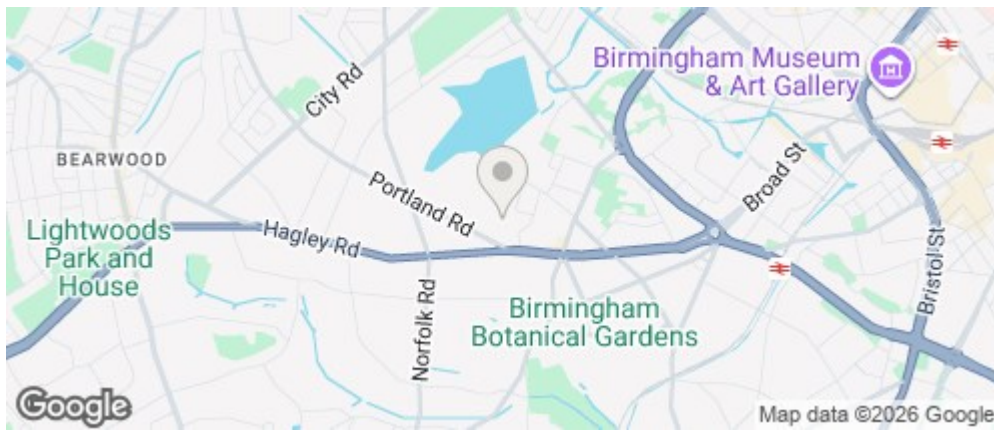 Birmingham Museum
& Art Gallery
City Rd
BEARWOOD
Broad St
Portland Rd
Lightwoods
Park and
House
Hagley Rd
Bristol St
Norfolk Rd
Birmingham
Botanical Gardens
Google
Map data ©2026 Google